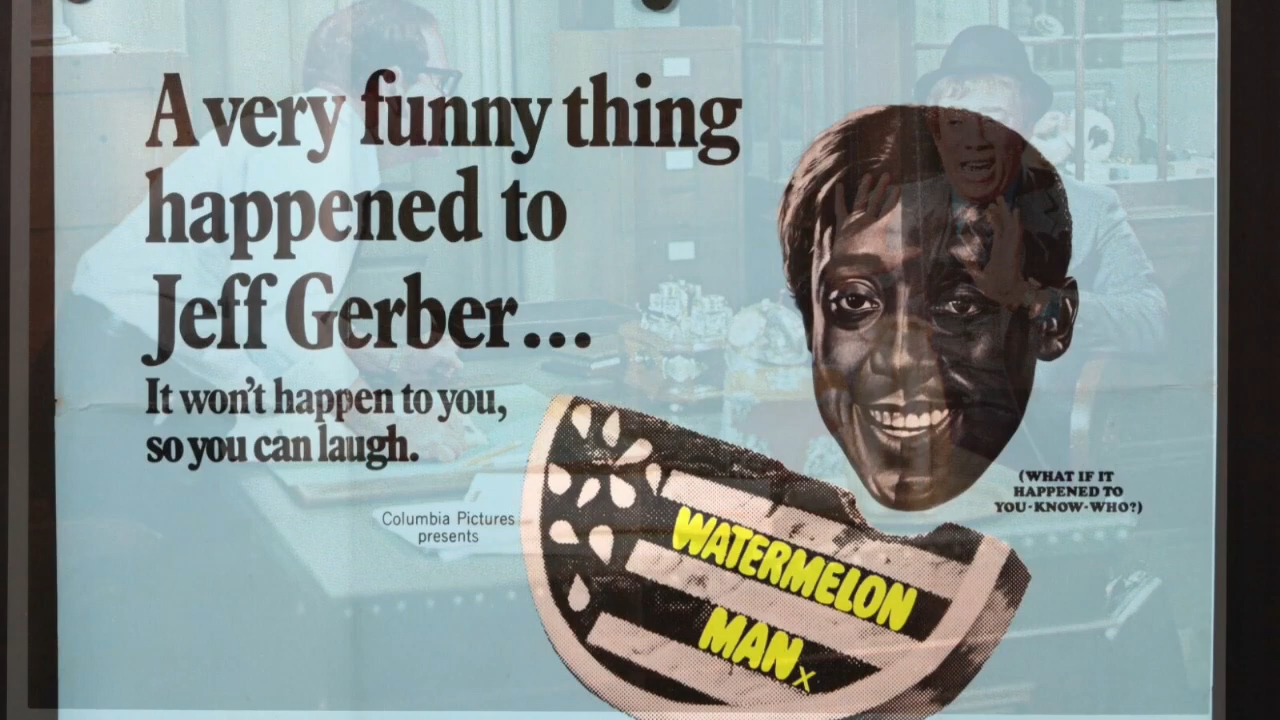 A very funny thing
happened to
Jeff Gerber...
It won't happen to you,
so you can laugh.
Columbia Pictures
presents
WATERMELON
MAN X
(WHAT IF IT
HAPPENED TO
YOU-KNOW-WHO?)